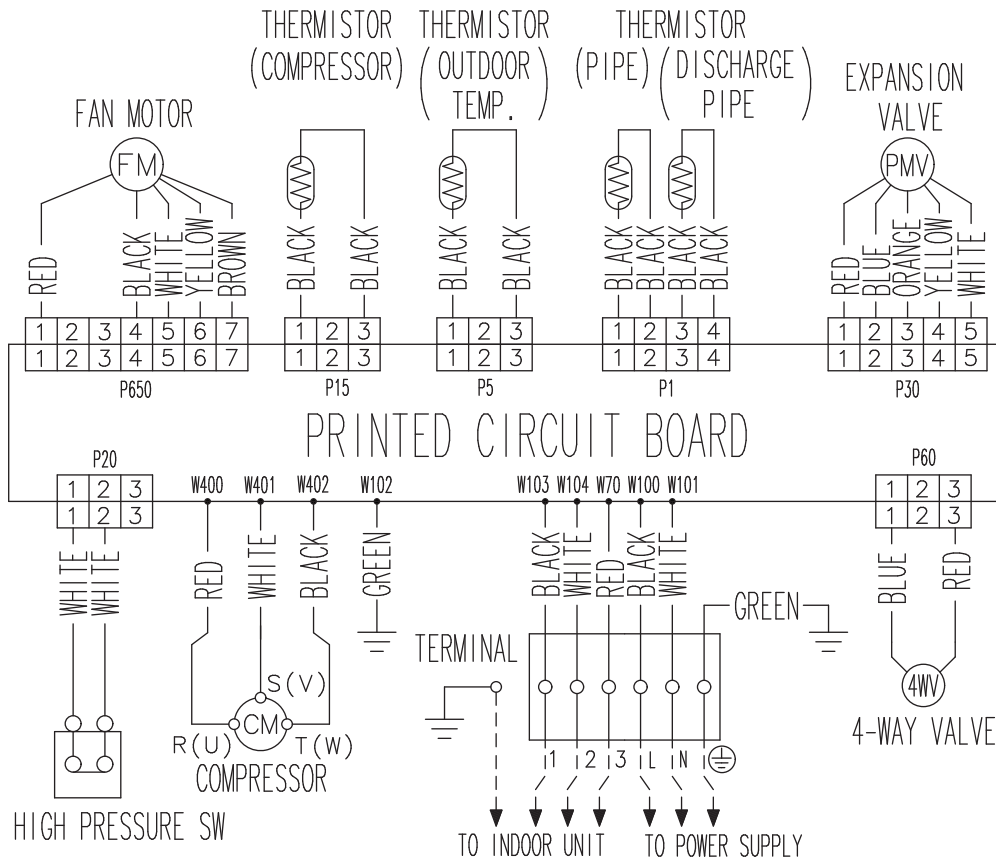 THERMISTOR THERMISTOR THERMISTOR
(COMPRESSOR) (OUTDOOR TEMP.) (PIPE) (DISCHARGE PIPE)
EXPANSION
VALVE
FAN MOTOR
FM
PMV
RED BLACK WHITE YELLOW BROWN
BLACK BLACK
BLACK BLACK
BLACK BLACK BLACK BLACK
RED BLUE ORANGE YELLOW WHITE
1 2 3 4 5 6 7
1 2 3 4 5 6 7
P650
1 2 3
1 2 3
P15
1 2 3
1 2 3
P5
1 2 3 4
1 2 3 4
P1
1 2 3 4 5
1 2 3 4 5
P30
PRINTED CIRCUIT BOARD
P20
1 2 3
1 2 3
W400 W401 W402 W102
W103 W104 W70 W100 W101
P60
1 2 3
1 2 3
WHITE WHITE
RED WHITE BLACK GREEN
BLACK WHITE RED BLACK WHITE
GREEN
BLUE RED
TERMINAL
S(V)
CM
R(U) T(W)
COMPRESSOR
1 2 3 L N
4WV
4-WAY VALVE
HIGH PRESSURE SW
TO INDOOR UNIT TO POWER SUPPLY